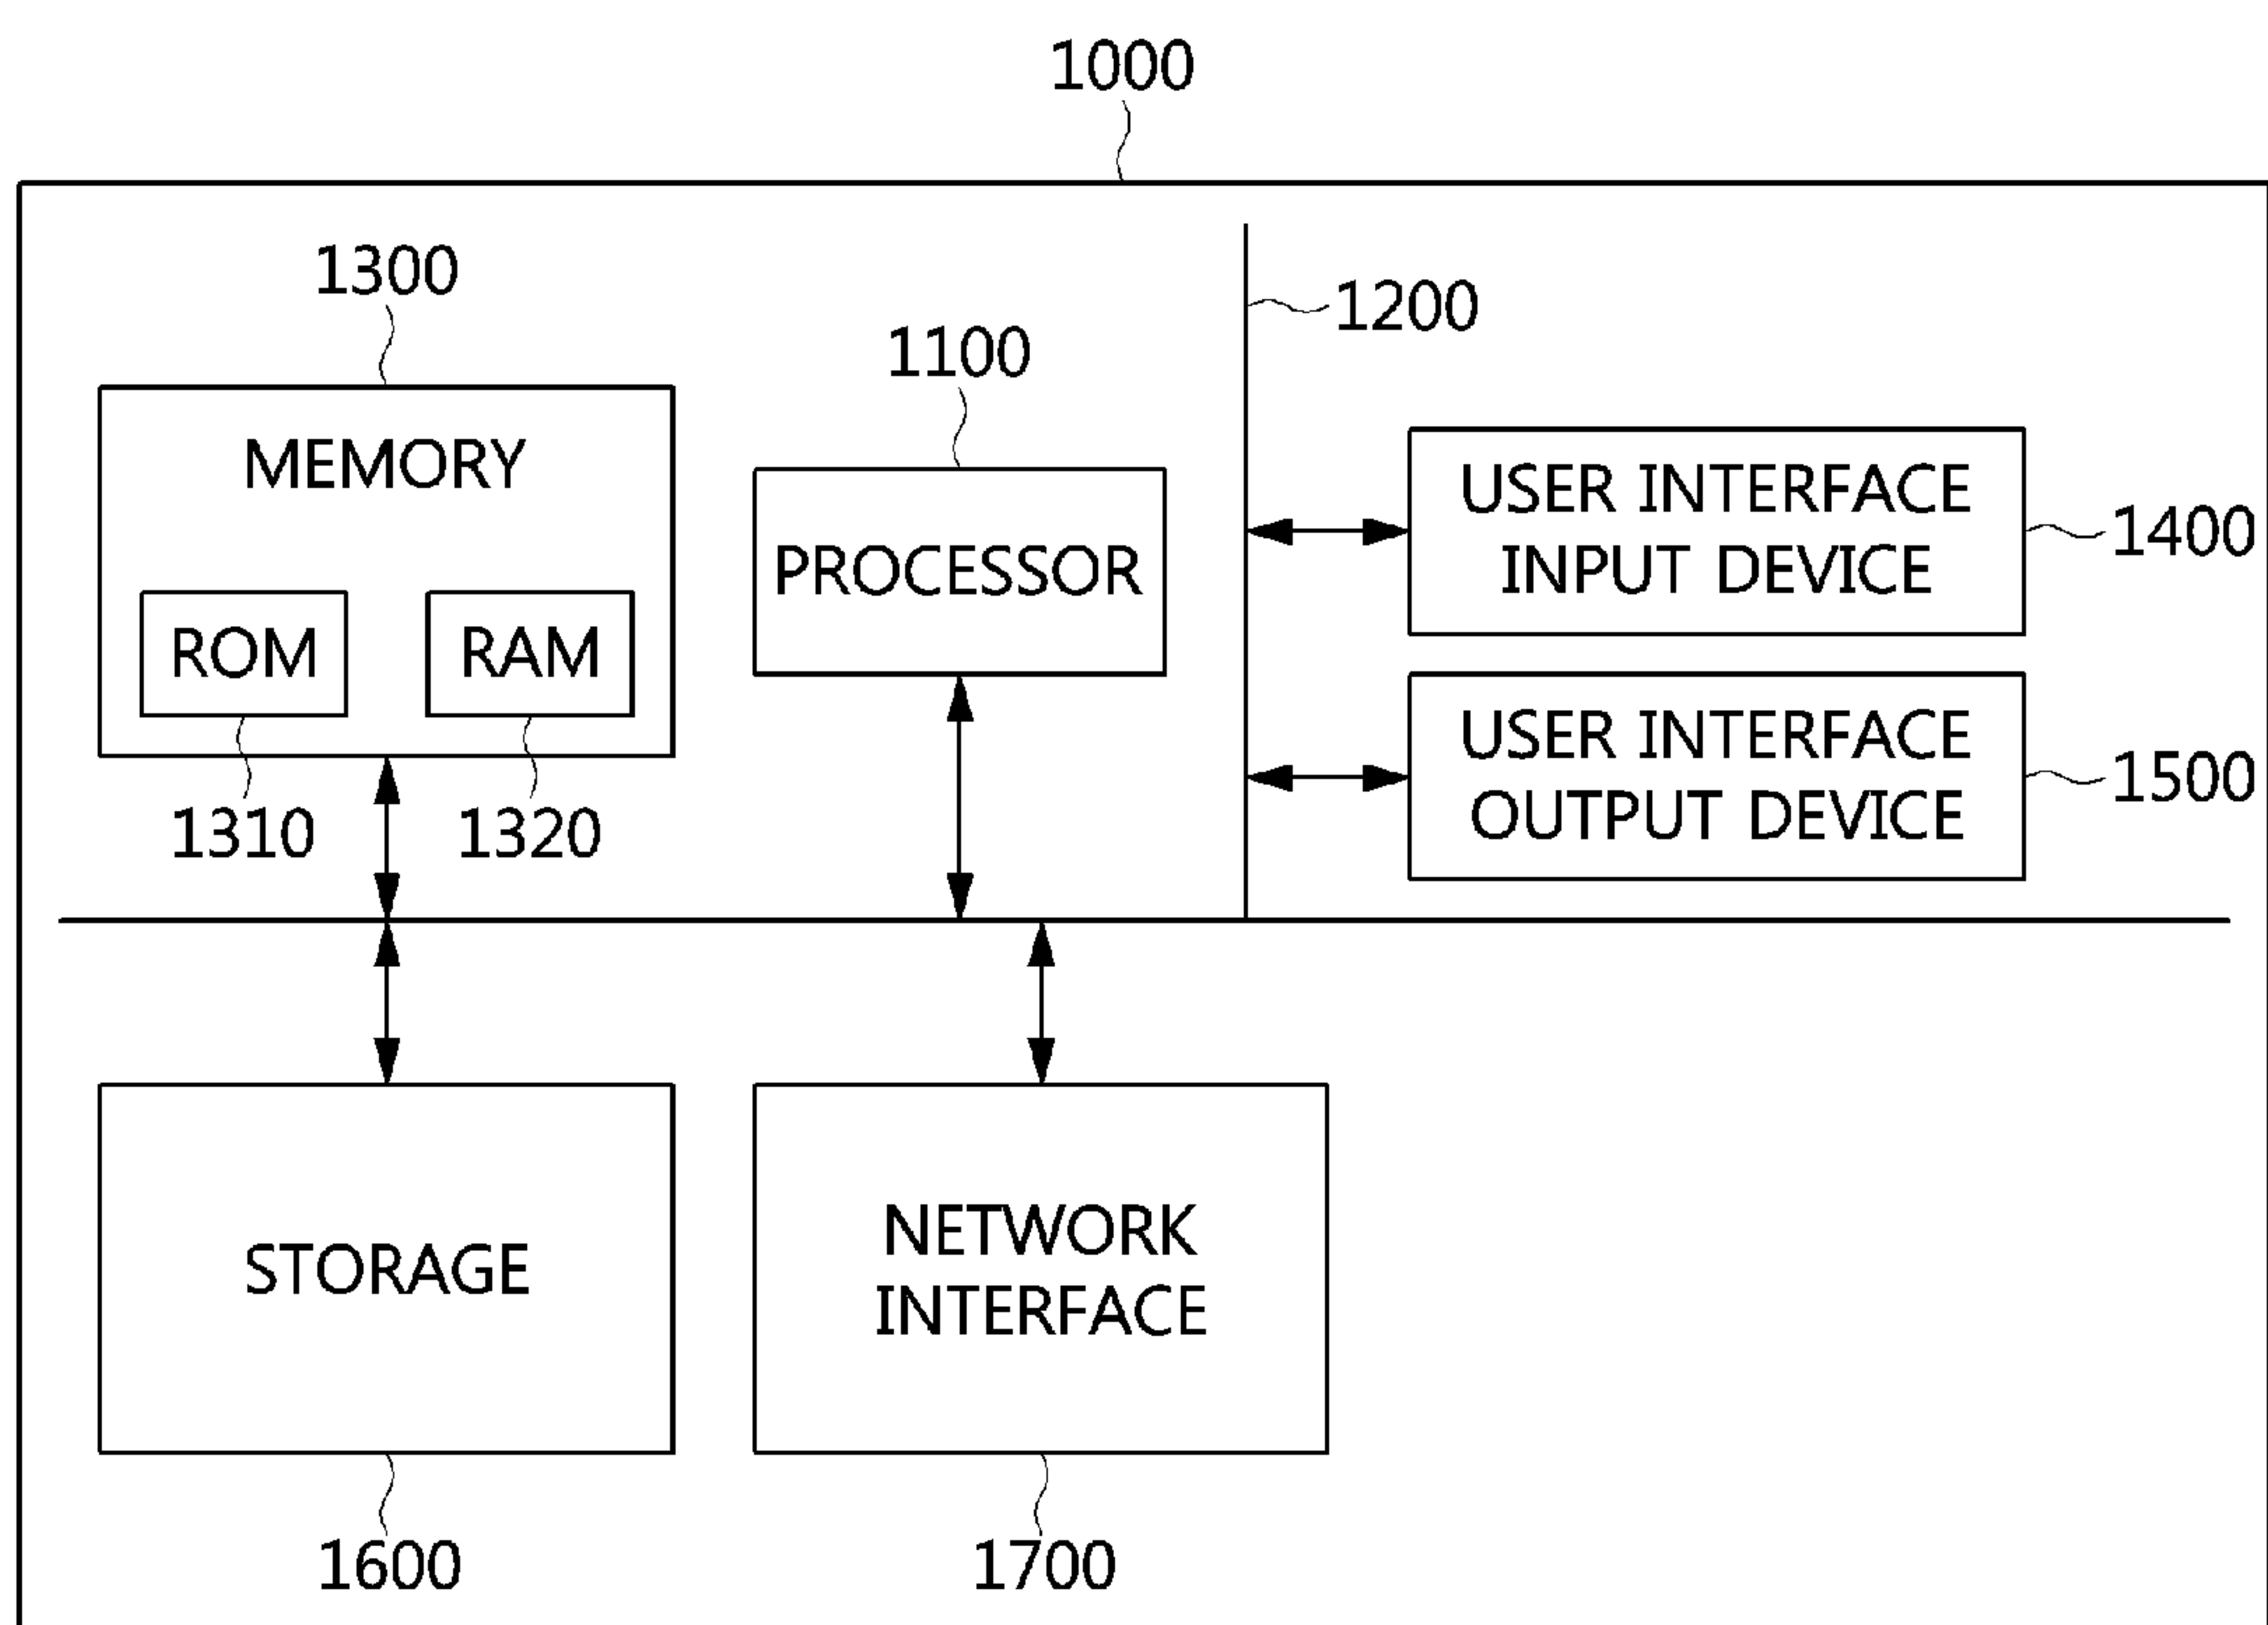 1000
1300
1200
1100
MEMORY
USER INTERFACE
INPUT DEVICE
1400
PROCESSOR
ROM
RAM
USER INTERFACE
OUTPUT DEVICE
1500
1310
1320
STORAGE
NETWORK
INTERFACE
1600
1700